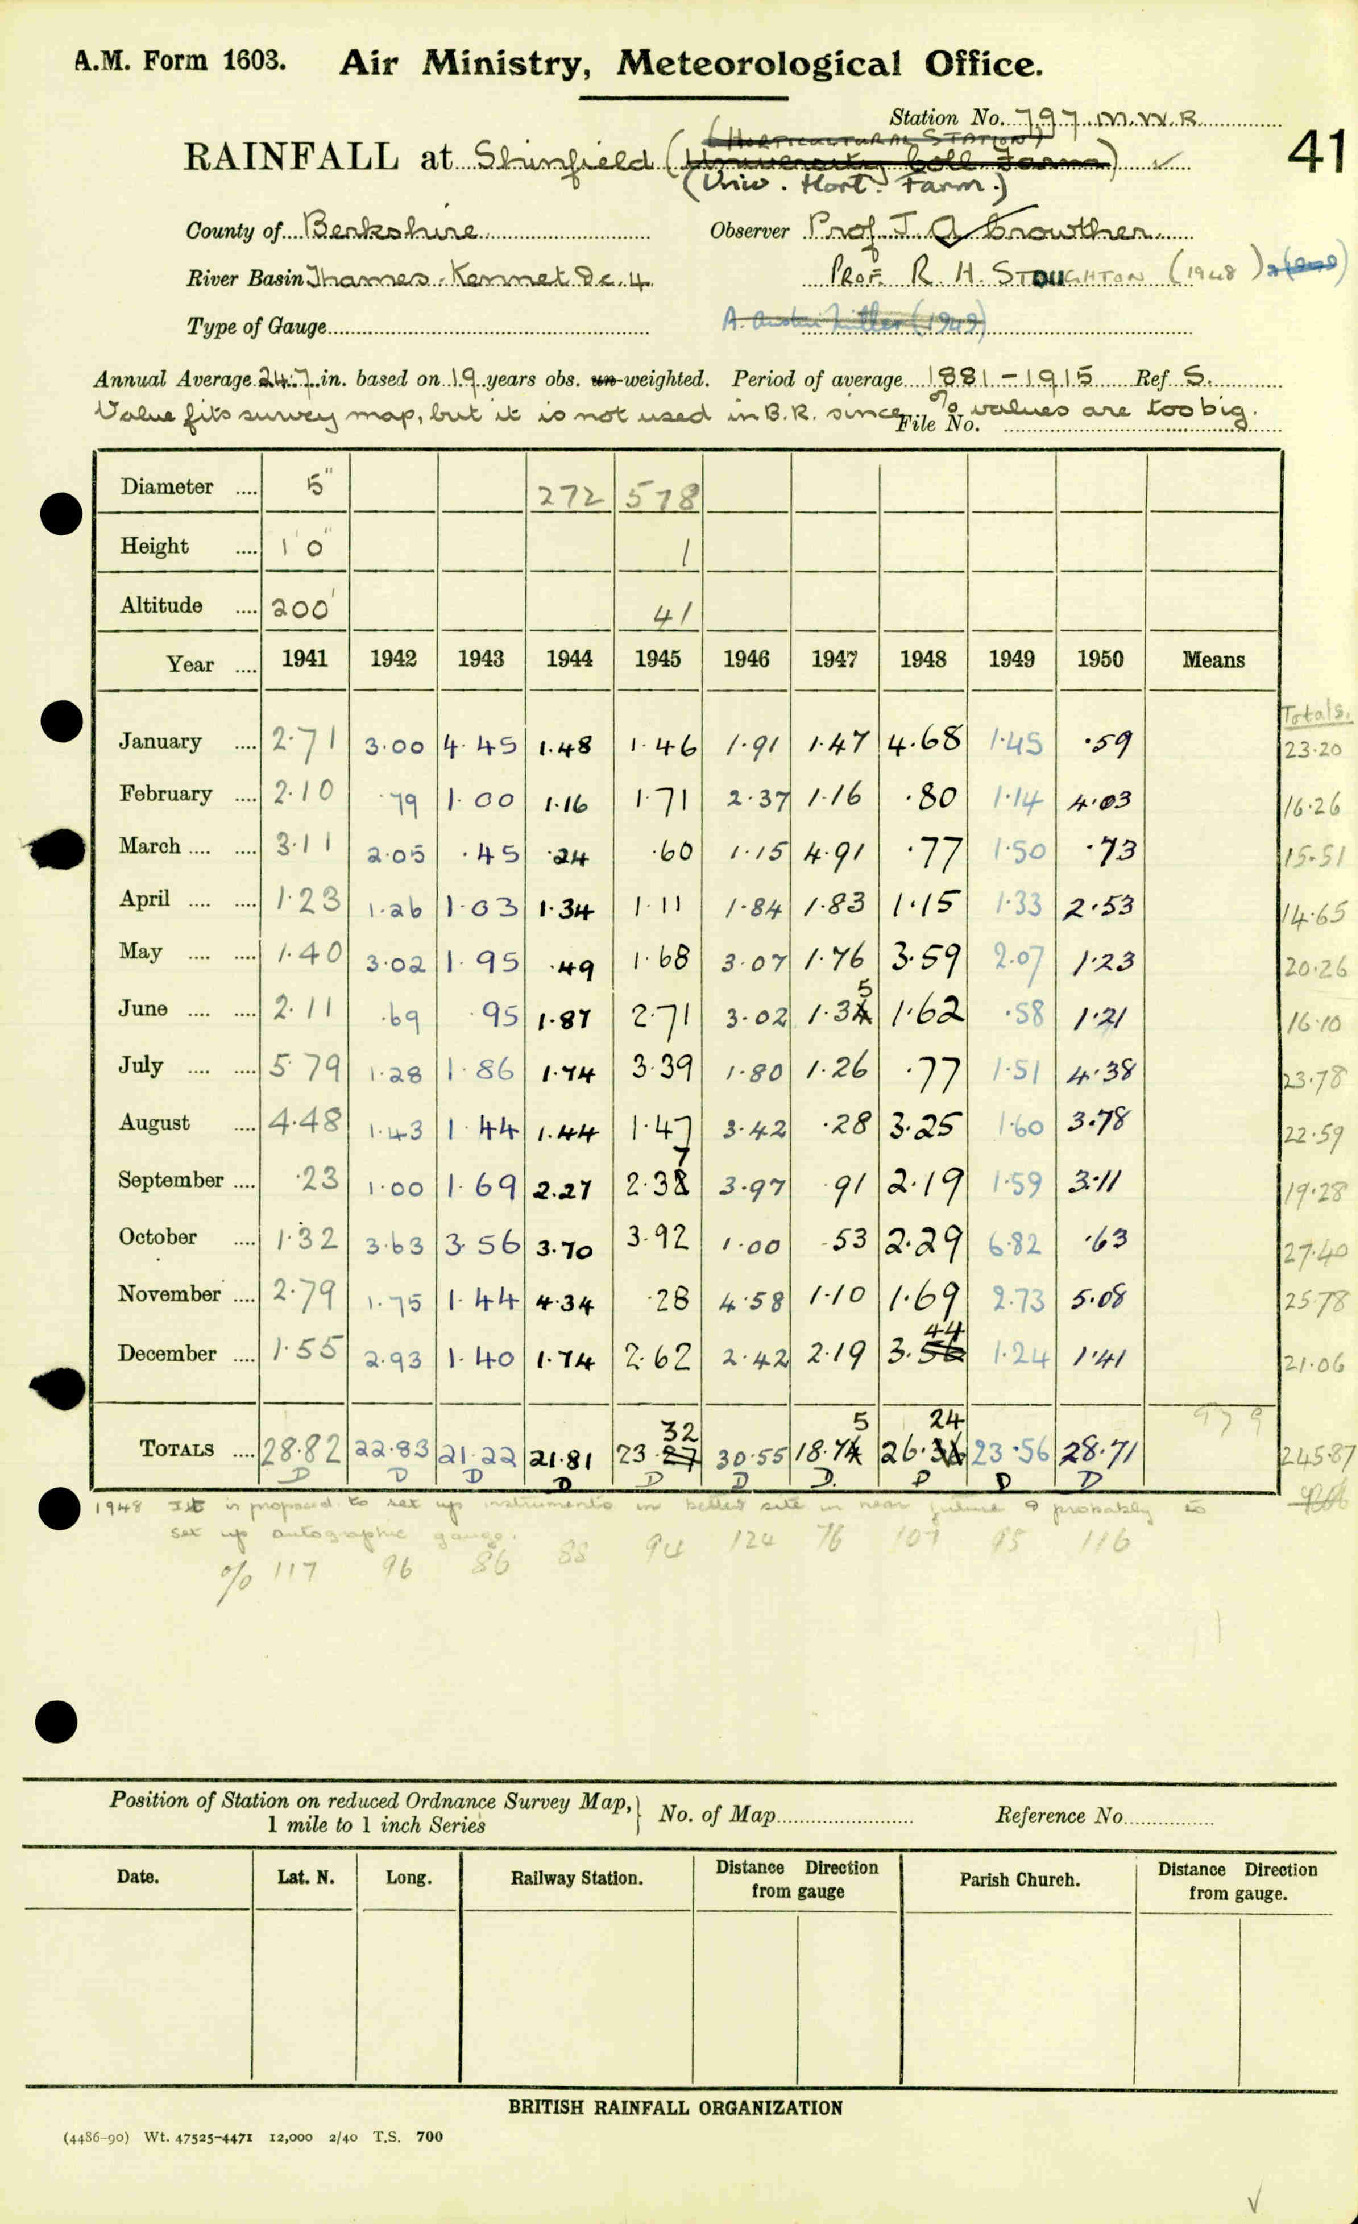 A.M. Form 1603. Air Ministry, Meteorological Office.
Station No. 797.M.W.R
(HORTICULTURAL STATION)
RAINFALL at Shinfield (University Coll Farm) ✓ 41
(Univ. Hort. Farm.)
County of Berkshire Observer Prof J. A Crowther.
River Basin Thames. Kennet Dc. 4 PROF. R. H. STOUGHTON (1948)
Type of Gauge A. Austin Miller (1949)
Annual Average 24.7 in. based on 19 years obs. un-weighted. Period of average 1881-1915 Ref S.
Value fits survey map, but it is not used in B.R. since % values are too big.
File No.
Diameter .... 5" 272 578
Height .... 1' 0" 1
Altitude .... 200' 41
Year .... 1941 1942 1943 1944 1945 1946 1947 1948 1949 1950 Means
Totals.
January .... 2.71 3.00 4.45 1.48 1.46 1.91 1.47 4.68 1.45 .59 23.20
February .... 2.10 .79 1.00 1.16 1.71 2.37 1.16 .80 1.14 4.03 16.26
March .... .... 3.11 2.05 .45 .24 .60 1.15 4.91 .77 1.50 .73 15.51
April .... .... 1.23 1.26 1.03 1.34 1.11 1.84 1.83 1.15 1.33 2.53 14.65
May .... .... 1.40 3.02 1.95 .49 1.68 3.07 1.76 3.59 2.07 1.23 20.26
5
June .... .... 2.11 .69 .95 1.87 2.71 3.02 1.34 1.62 .58 1.21 16.10
July .... .... 5.79 1.28 1.86 1.74 3.39 1.80 1.26 .77 1.51 4.38 23.78
August .... 4.48 1.43 1.44 1.44 1.47 3.42 .28 3.25 1.60 3.78 22.59
7
September .... .23 1.00 1.69 2.27 2.38 3.97 .91 2.19 1.59 3.11 19.28
October .... 1.32 3.63 3.56 3.70 3.92 1.00 .53 2.29 6.82 .63 27.40
November .... 2.79 1.75 1.44 4.34 .28 4.58 1.10 1.69 2.73 5.08 25.78
44
December .... 1.55 2.93 1.40 1.74 2.62 2.42 2.19 3.56 1.24 1.41 21.06
32 5 24 979
TOTALS .... 28.82 22.83 21.22 21.81 23.27 30.55 18.74 26.36 23.56 28.71 245.87
D D D D D D D. D D D
1948 It is proposed to set up instruments in better site in near future & probably to
set up autographic gauge.
% 117 96 86 88 94 124 76 107 95 116
Position of Station on reduced Ordnance Survey Map,
1 mile to 1 inch Series
No. of Map Reference No.
Date. Lat. N. Long. Railway Station. Distance Direction from gauge Parish Church. Distance Direction from gauge.
BRITISH RAINFALL ORGANIZATION
(4486-90) Wt. 47525-4471 12,000 2/40 T.S. 700